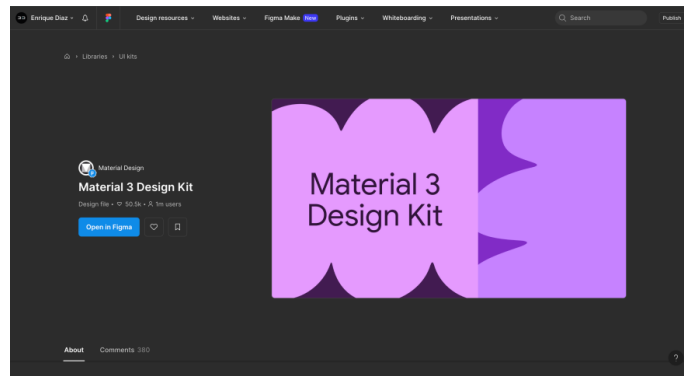 Enrique Diaz
Design resources
Websites
Figma Make New
Plugins
Whiteboarding
Presentations
Search
Publish
Libraries > UI kits
Material Design
Material 3 Design Kit
Design file • 50.5k • 1m users
Open in Figma
Material 3
Design Kit
About
Comments 380
?